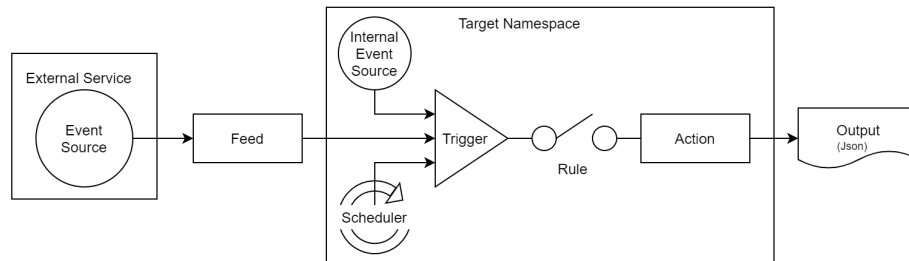 Target Namespace
External Service
Event
Source
Feed
Internal
Event
Source
Scheduler
Trigger
Rule
Action
Output
(Json)